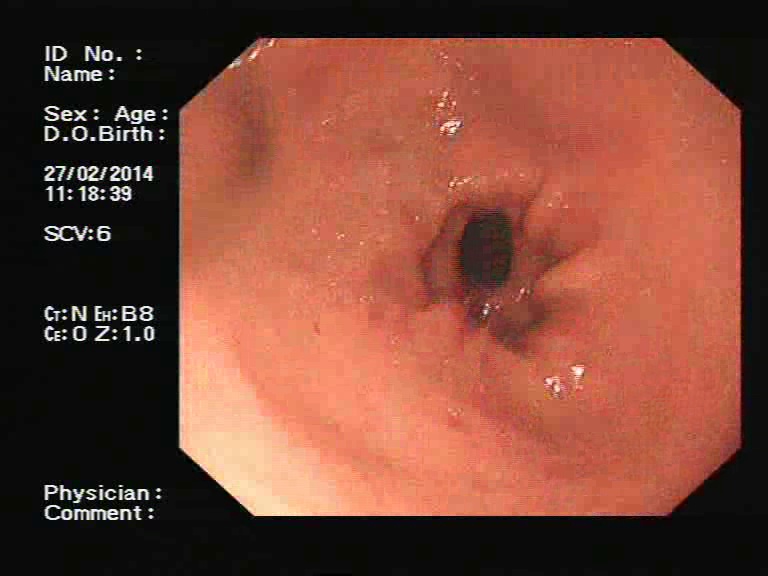 ID No. :
Name:
Sex: Age:
D.O.Birth:
27/02/2014
11:18:39
SCV:6
CT:N EH:B8
CE:0 Z:1.0
Physician:
Comment: